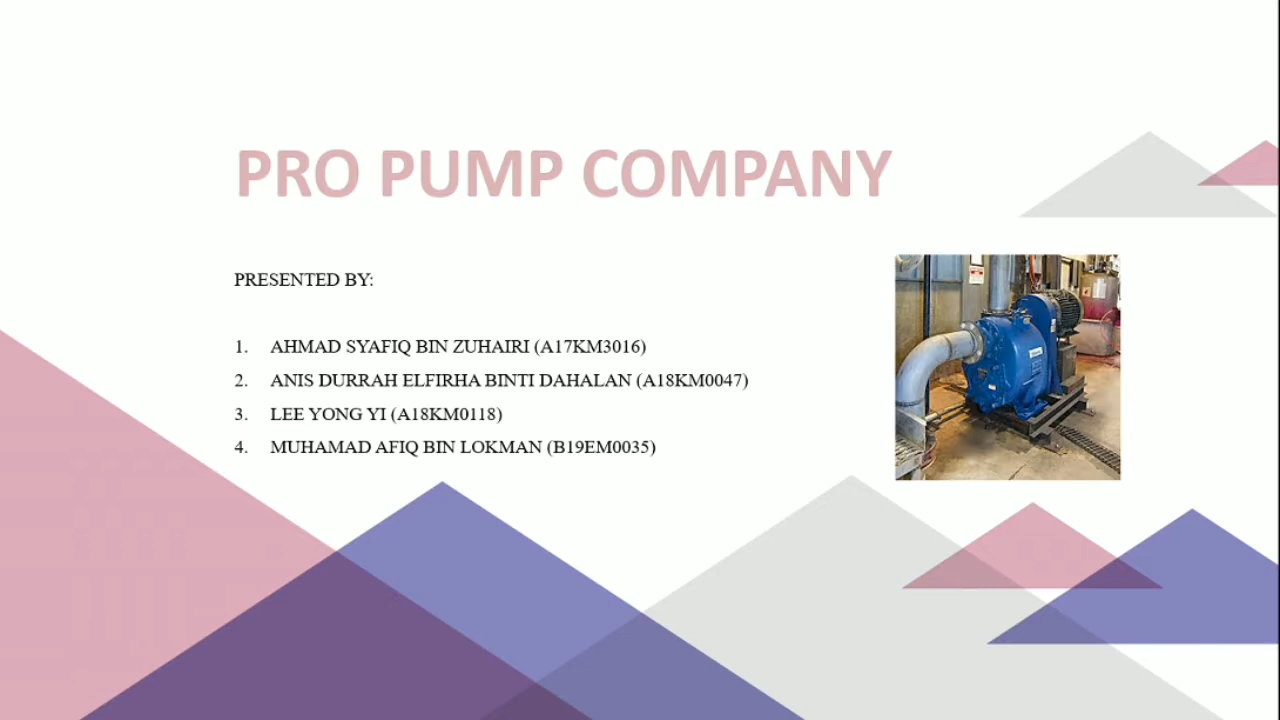 PRO PUMP COMPANY
PRESENTED BY:
1. AHMAD SYAFIQ BIN ZUHAIRI (A17KM3016)
2. ANIS DURRAH ELFIRHA BINTI DAHALAN (A18KM0047)
3. LEE YONG YI (A18KM0118)
4. MUHAMAD AFIQ BIN LOKMAN (B19EM0035)